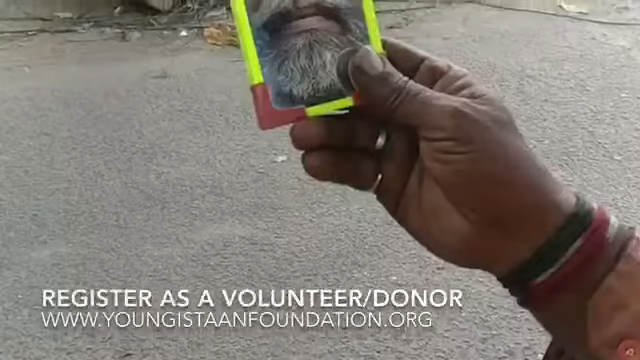 REGISTER AS A VOLUNTEER/DONOR
WWW.YOUNGISTAANFOUNDATION.ORG